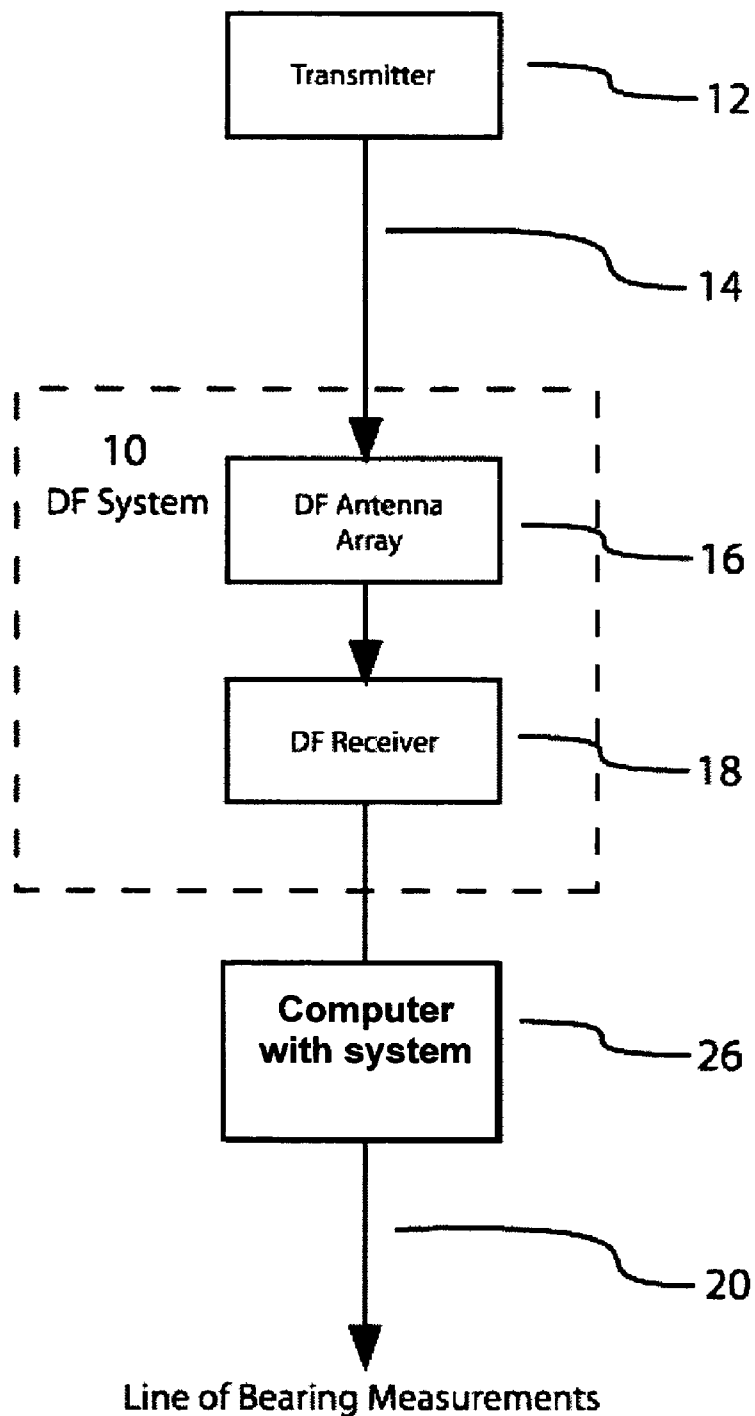 Transmitter
12
14
10
DF System
DF Antenna
Array
16
DF Receiver
18
Computer
with system
26
20
Line of Bearing Measurements